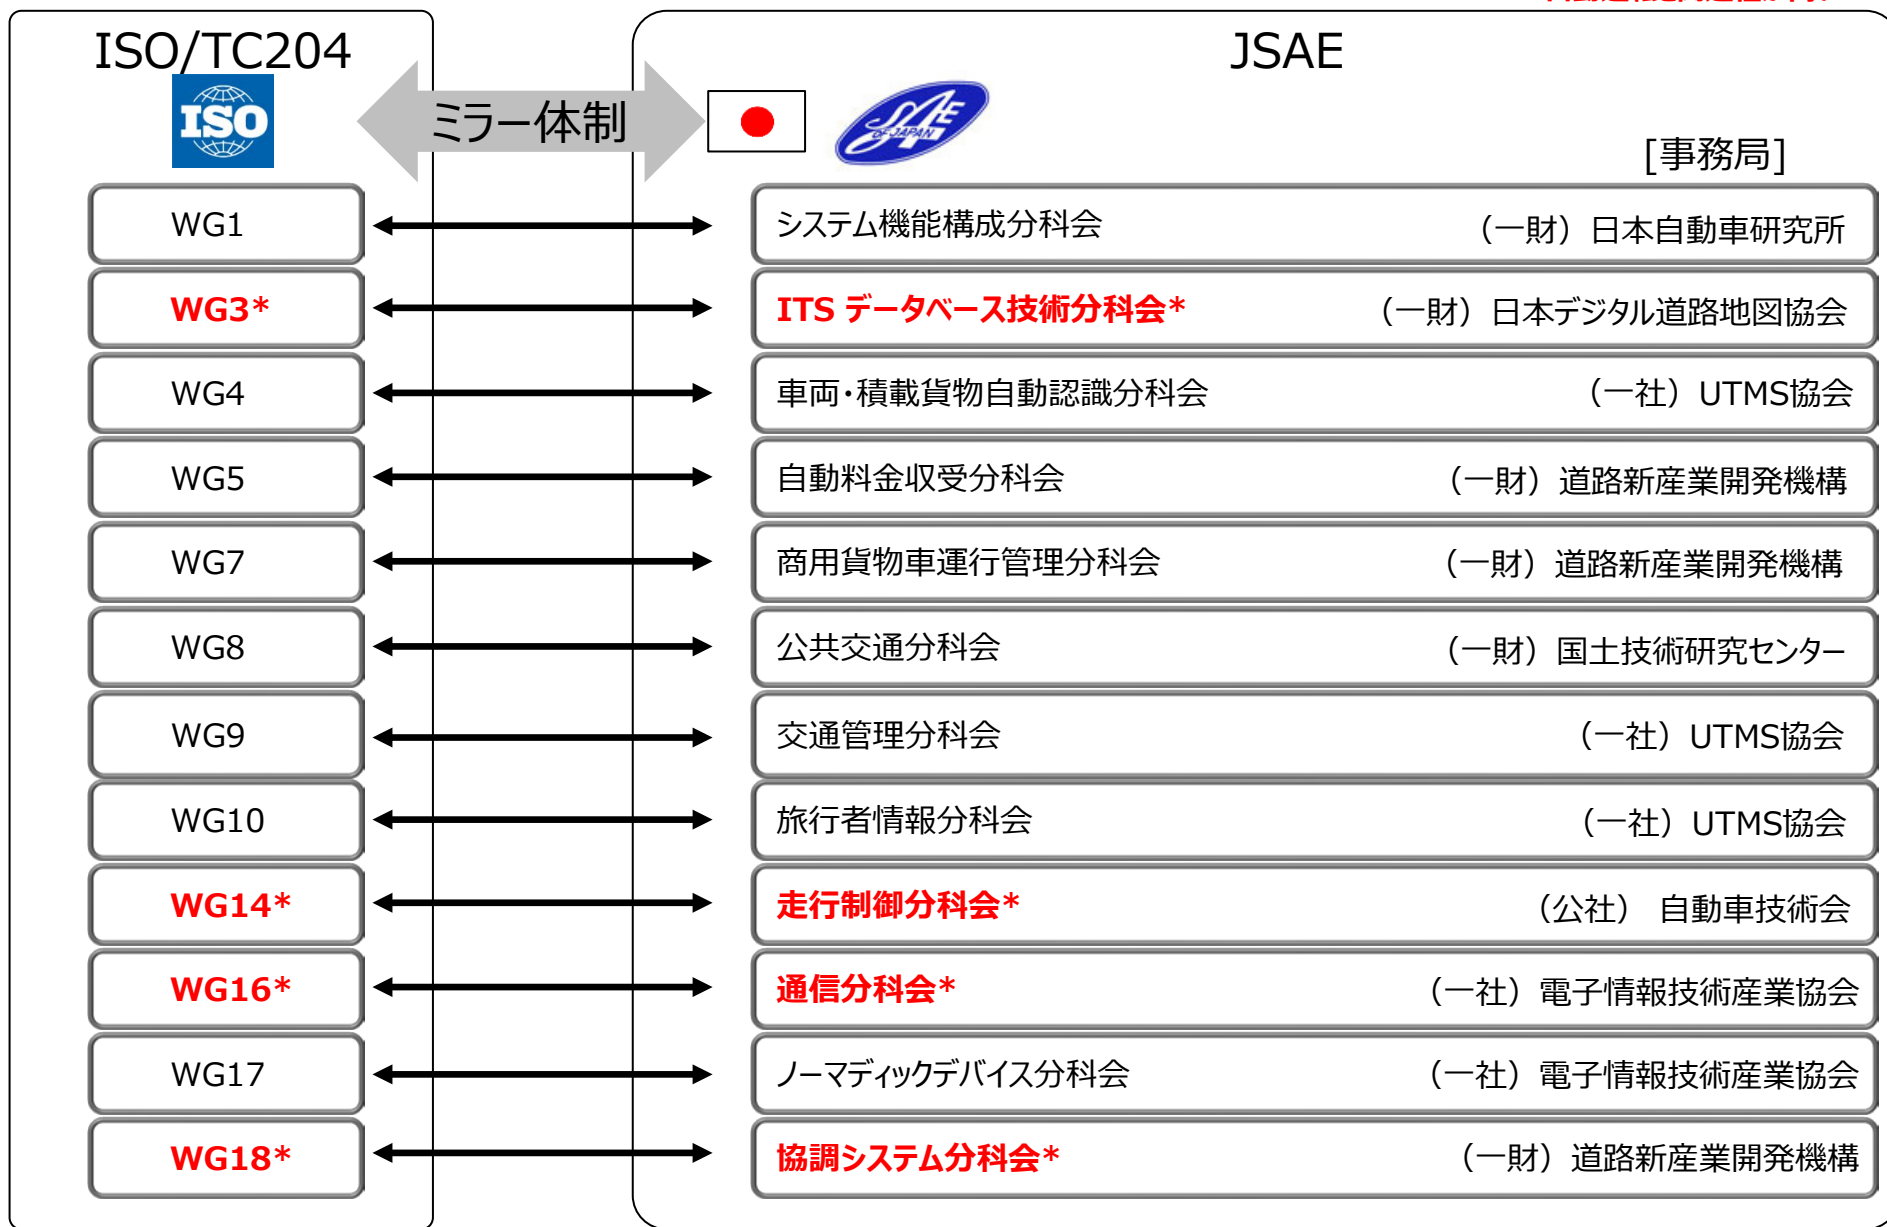 ISO/TC204
JSAE
ISO
ミラー体制
JSAE
OF JAPAN
[事務局]
WG1
システム機能構成分科会 （一財）日本自動車研究所
WG3*
ITS データベース技術分科会* （一財）日本デジタル道路地図協会
WG4
車両・積載貨物自動認識分科会 （一社）UTMS協会
WG5
自動料金収受分科会 （一財）道路新産業開発機構
WG7
商用貨物車運行管理分科会 （一財）道路新産業開発機構
WG8
公共交通分科会 （一財）国土技術研究センター
WG9
交通管理分科会 （一社）UTMS協会
WG10
旅行者情報分科会 （一社）UTMS協会
WG14*
走行制御分科会* （公社） 自動車技術会
WG16*
通信分科会* （一社）電子情報技術産業協会
WG17
ノーマディックデバイス分科会 （一社）電子情報技術産業協会
WG18*
協調システム分科会* （一財）道路新産業開発機構